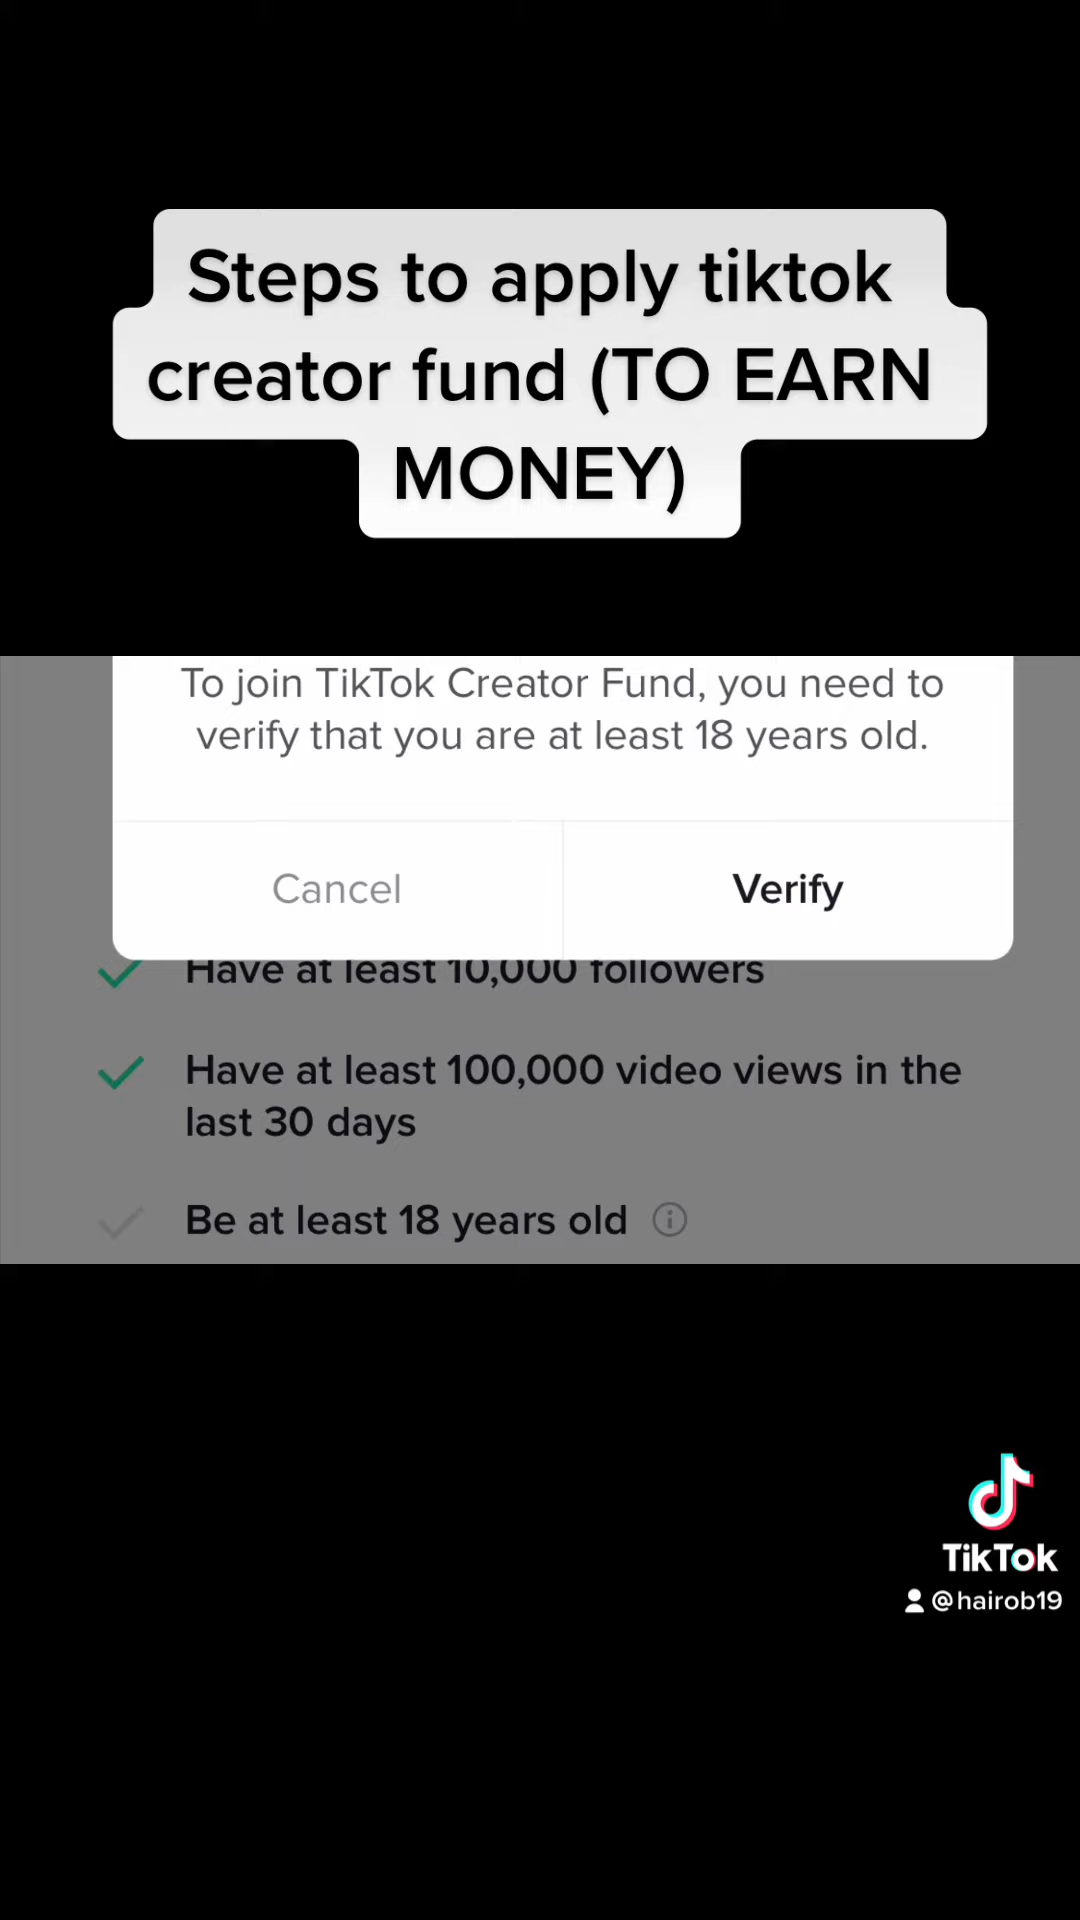 Steps to apply tiktok
creator fund (TO EARN
MONEY)
To join TikTok Creator Fund, you need to
verify that you are at least 18 years old.
Cancel
Verify
Have at least 10,000 followers
Have at least 100,000 video views in the
last 30 days
Be at least 18 years old
TikTok
@hairob19